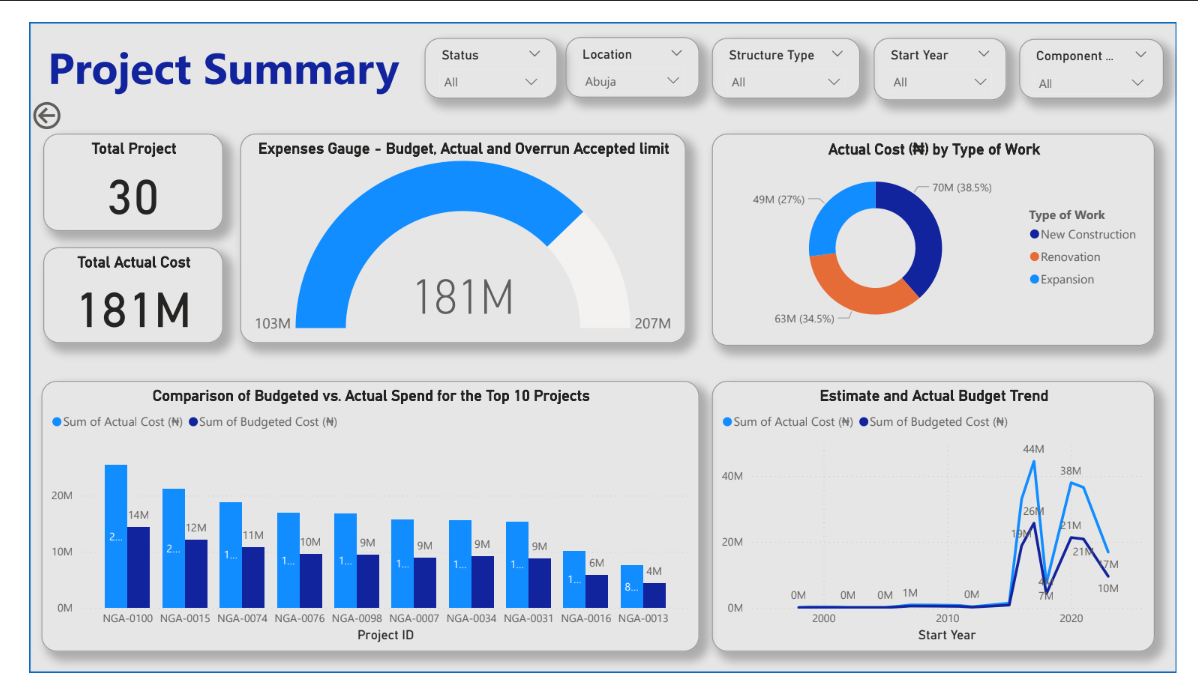 Project Summary
Status
All
Location
Abuja
Structure Type
All
Start Year
All
Component ...
All
Total Project
30
Total Actual Cost
181M
Expenses Gauge - Budget, Actual and Overrun Accepted limit
181M
103M
207M
Actual Cost (₦) by Type of Work
70M (38.5%)
49M (27%)
63M (34.5%)
Type of Work
New Construction
Renovation
Expansion
Comparison of Budgeted vs. Actual Spend for the Top 10 Projects
Sum of Actual Cost (₦) Sum of Budgeted Cost (₦)
20M
10M
0M
2... 14M
2... 12M
1... 11M
1... 10M
1... 9M
1... 9M
1... 9M
1... 9M
1... 6M
8... 4M
NGA-0100 NGA-0015 NGA-0074 NGA-0076 NGA-0098 NGA-0007 NGA-0034 NGA-0031 NGA-0016 NGA-0013
Project ID
Estimate and Actual Budget Trend
Sum of Actual Cost (₦) Sum of Budgeted Cost (₦)
40M
20M
0M
0M 0M 0M 1M 0M
44M
38M
26M
19M
21M
21M
7M
17M
10M
2000 2010 2020
Start Year